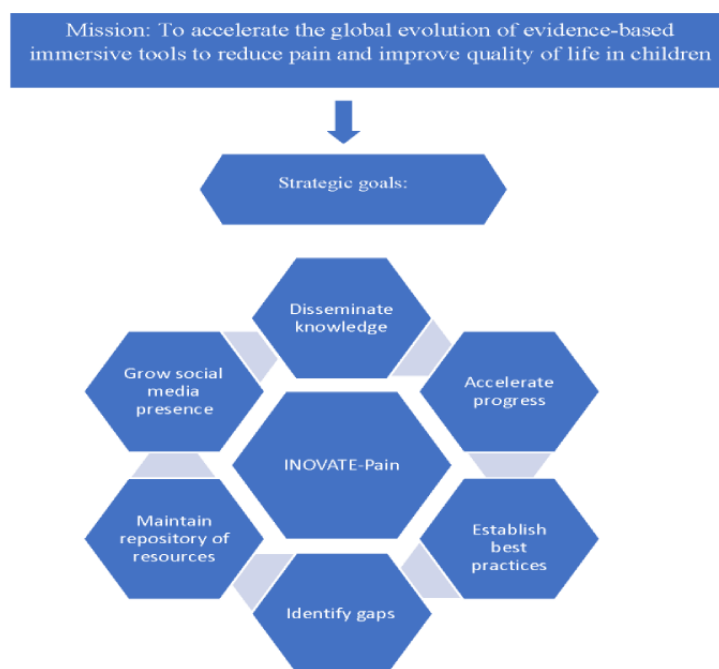 Mission: To accelerate the global evolution of evidence-based
immersive tools to reduce pain and improve quality of life in children
Strategic goals:
Disseminate
knowledge
Accelerate
progress
Establish
best
practices
Identify gaps
Maintain
repository of
resources
Grow social
media
presence
INOVATE-Pain